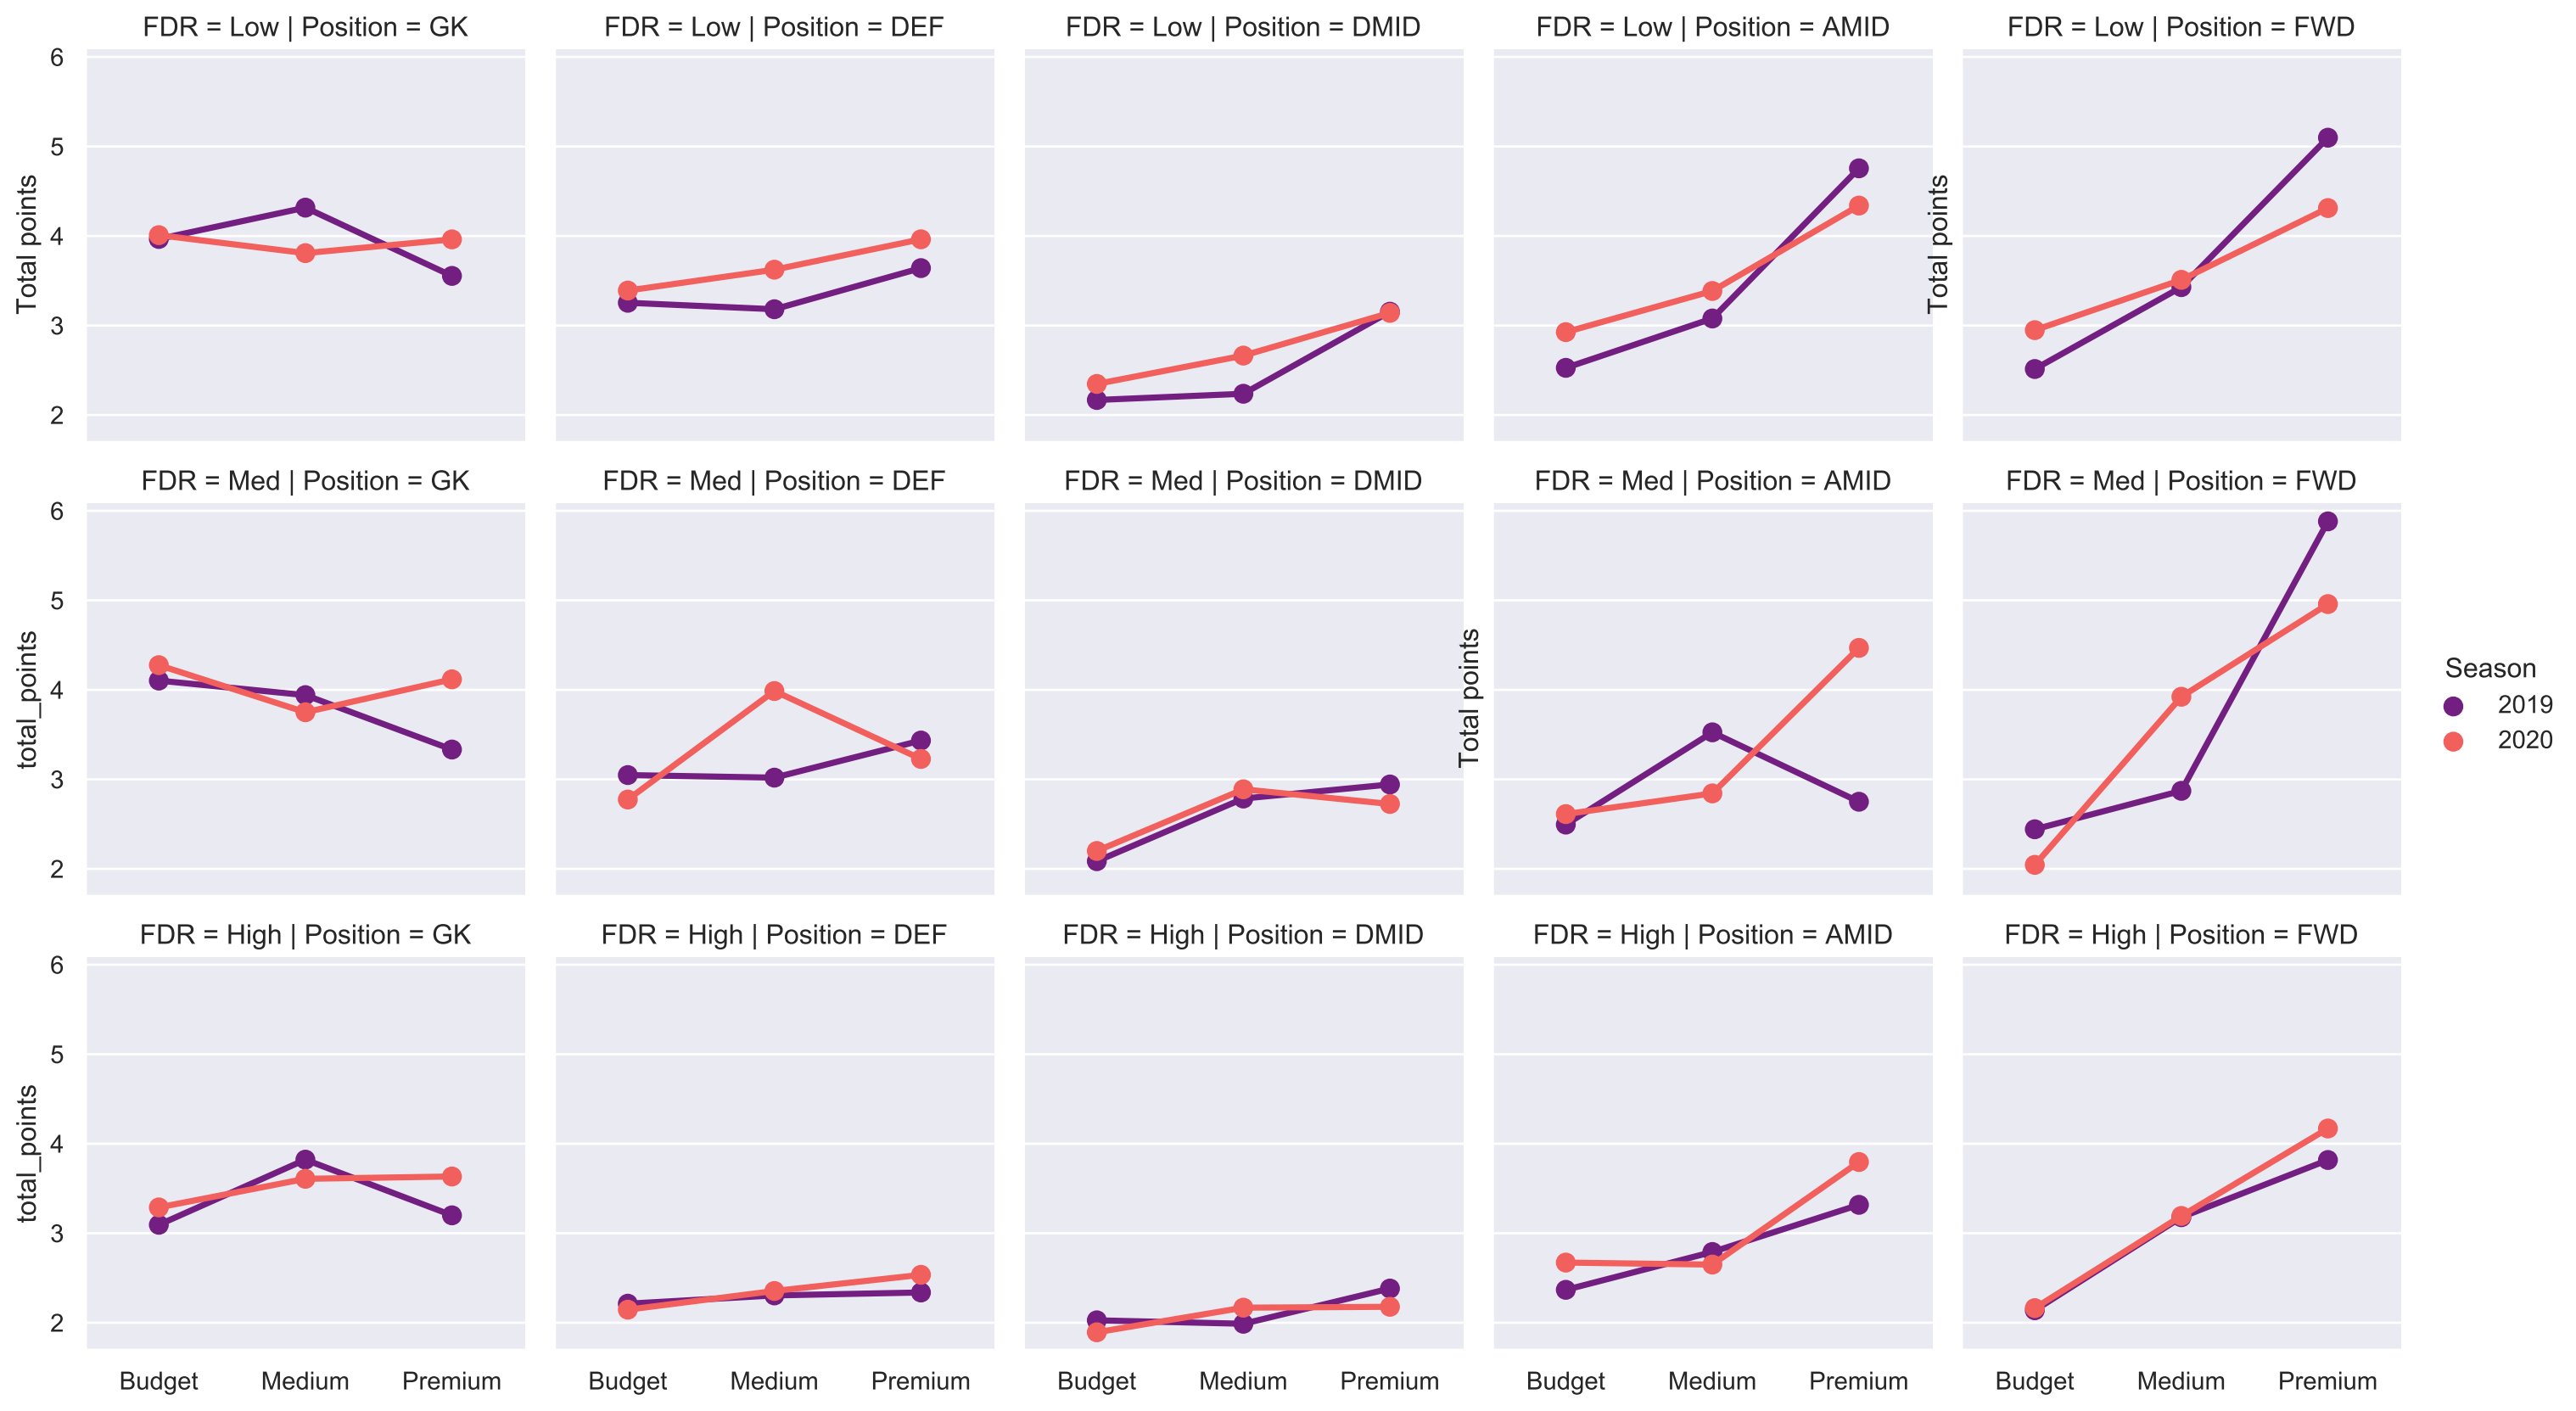 FDR = Low | Position = GK
FDR = Low | Position = DEF
FDR = Low | Position = DMID
FDR = Low | Position = AMID
FDR = Low | Position = FWD
6
5
4
3
2
Total points
Total points
FDR = Med | Position = GK
FDR = Med | Position = DEF
FDR = Med | Position = DMID
FDR = Med | Position = AMID
FDR = Med | Position = FWD
6
5
4
3
2
total_points
Total points
Season
2019
2020
FDR = High | Position = GK
FDR = High | Position = DEF
FDR = High | Position = DMID
FDR = High | Position = AMID
FDR = High | Position = FWD
6
5
4
3
2
total_points
Budget Medium Premium
Budget Medium Premium
Budget Medium Premium
Budget Medium Premium
Budget Medium Premium